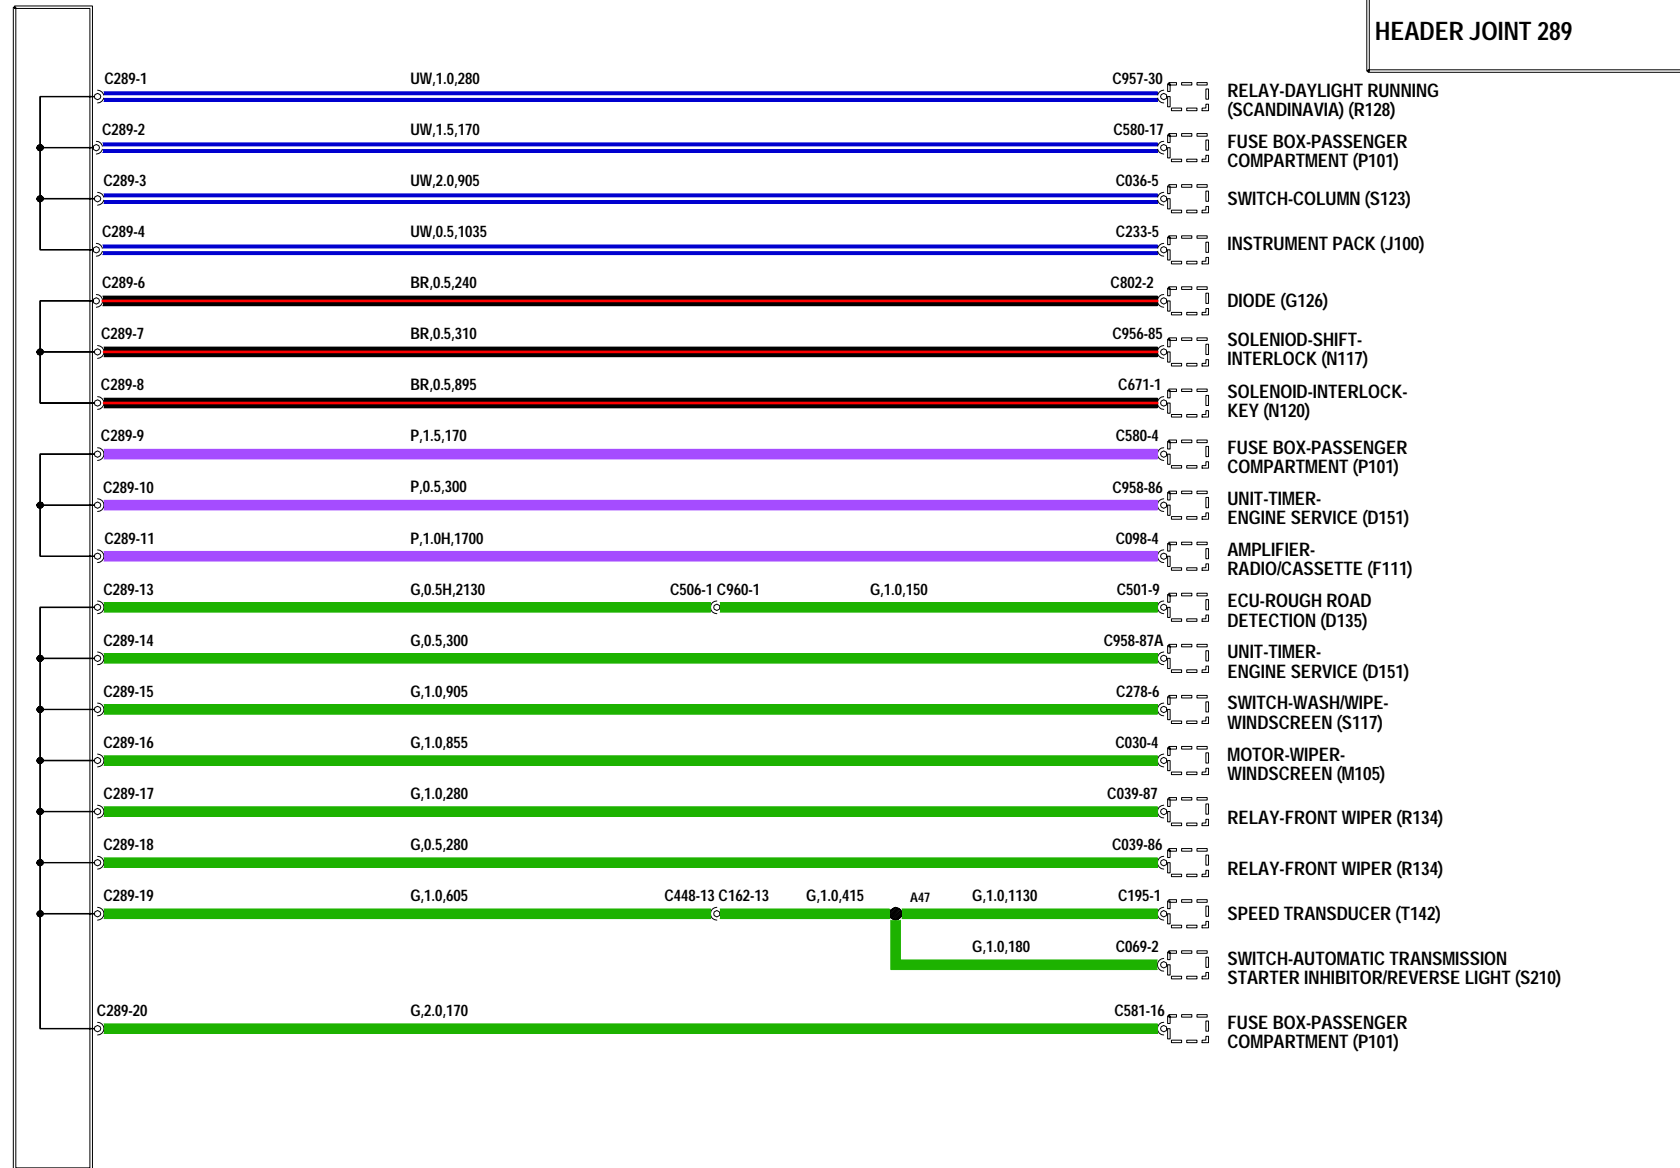 HEADER JOINT 289
C289-1 UW,1.0,280 C957-30
RELAY-DAYLIGHT RUNNING
(SCANDINAVIA) (R128)
C289-2 UW,1.5,170 C580-17
FUSE BOX-PASSENGER
COMPARTMENT (P101)
C289-3 UW,2.0,905 C036-5
SWITCH-COLUMN (S123)
C289-4 UW,0.5,1035 C233-5
INSTRUMENT PACK (J100)
C289-6 BR,0.5,240 C802-2
DIODE (G126)
C289-7 BR,0.5,310 C956-85
SOLENIOD-SHIFT-
INTERLOCK (N117)
C289-8 BR,0.5,895 C671-1
SOLENOID-INTERLOCK-
KEY (N120)
C289-9 P,1.5,170 C580-4
FUSE BOX-PASSENGER
COMPARTMENT (P101)
C289-10 P,0.5,300 C958-86
UNIT-TIMER-
ENGINE SERVICE (D151)
C289-11 P,1.0H,1700 C098-4
AMPLIFIER-
RADIO/CASSETTE (F111)
C289-13 G,0.5H,2130 C506-1 C960-1 G,1.0,150 C501-9
ECU-ROUGH ROAD
DETECTION (D135)
C289-14 G,0.5,300 C958-87A
UNIT-TIMER-
ENGINE SERVICE (D151)
C289-15 G,1.0,905 C278-6
SWITCH-WASH/WIPE-
WINDSCREEN (S117)
C289-16 G,1.0,855 C030-4
MOTOR-WIPER-
WINDSCREEN (M105)
C289-17 G,1.0,280 C039-87
RELAY-FRONT WIPER (R134)
C289-18 G,0.5,280 C039-86
RELAY-FRONT WIPER (R134)
C289-19 G,1.0,605 C448-13 C162-13 G,1.0,415 A47 G,1.0,1130 C195-1
SPEED TRANSDUCER (T142)
G,1.0,180 C069-2
SWITCH-AUTOMATIC TRANSMISSION
STARTER INHIBITOR/REVERSE LIGHT (S210)
C289-20 G,2.0,170 C581-16
FUSE BOX-PASSENGER
COMPARTMENT (P101)